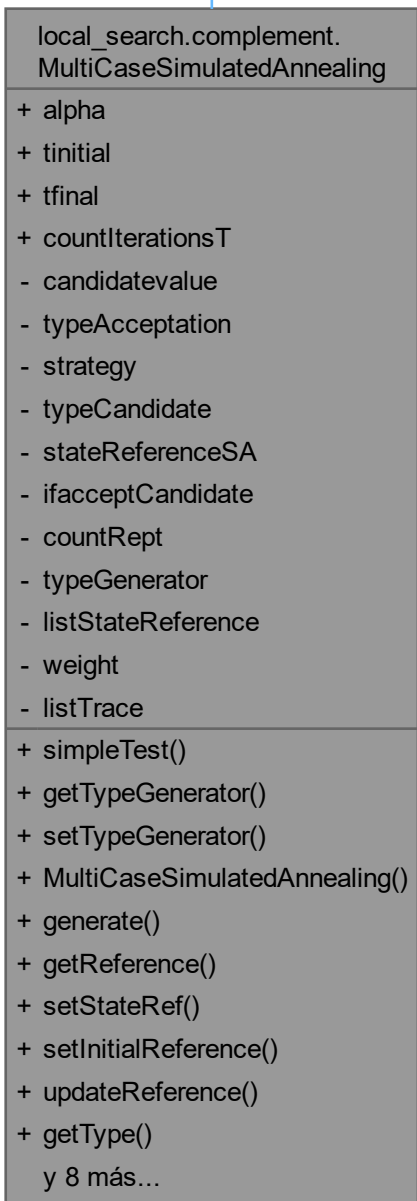 local_search.complement.
MultiCaseSimulatedAnnealing
+ alpha
+ tinitial
+ tfinal
+ countIterationsT
- candidatevalue
- typeAcceptation
- strategy
- typeCandidate
- stateReferenceSA
- ifacceptCandidate
- countRept
- typeGenerator
- listStateReference
- weight
- listTrace
+ simpleTest()
+ getTypeGenerator()
+ setTypeGenerator()
+ MultiCaseSimulatedAnnealing()
+ generate()
+ getReference()
+ setStateRef()
+ setInitialReference()
+ updateReference()
+ getType()
y 8 más...